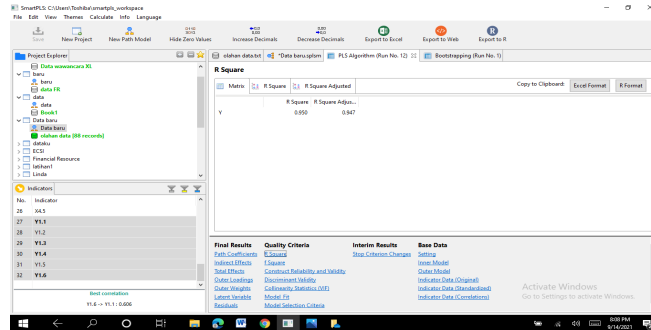 SmartPLS: C:\Users\Toshiba\smartpls_workspace
File Edit View Themes Calculate Info Language
Save New Project New Path Model Hide Zero Values Increase Decimals Decrease Decimals Export to Excel Export to Web Export to R
Project Explorer
Data wawancara XL
baru
baru
data FR
data
data
Book1
Data baru
Data baru
olahan data [88 records]
dataku
ECSI
Financial Resource
latihan1
Linda
Indicators
No. Indicator
26 X4.5
27 Y1.1
28 Y1.2
29 Y1.3
30 Y1.4
31 Y1.5
32 Y1.6
Best correlation
Y1.6 -> Y1.1 : 0.606
olahan data.txt *Data baru.splsm PLS Algorithm (Run No. 12) Bootstrapping (Run No. 1)
R Square
Matrix R Square R Square Adjusted Copy to Clipboard: Excel Format R Format
R Square R Square Adjus...
Y 0.950 0.947
Final Results Quality Criteria Interim Results Base Data
Path Coefficients R Square Stop Criterion Changes Setting
Indirect Effects f Square Inner Model
Total Effects Construct Reliability and Validity Outer Model
Outer Loadings Discriminant Validity Indicator Data (Original)
Outer Weights Collinearity Statistics (VIF) Indicator Data (Standardized)
Latent Variable Model Fit Indicator Data (Correlations)
Residuals Model Selection Criteria
Activate Windows
Go to Settings to activate Windows.
8:08 PM
9/14/2021